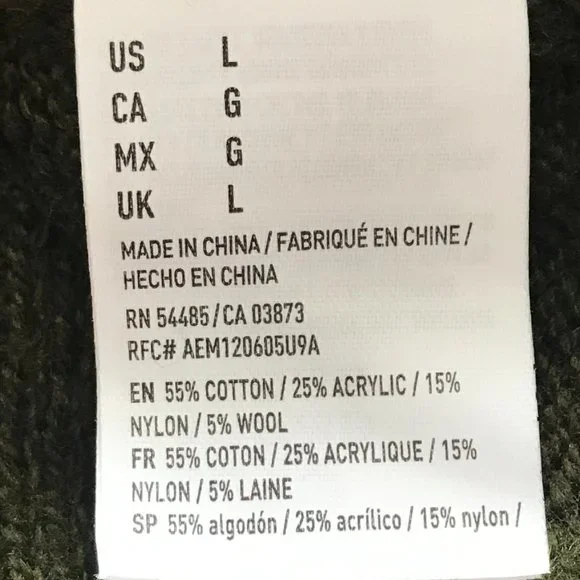 US L
CA G
MX G
UK L
MADE IN CHINA / FABRIQUÉ EN CHINE /
HECHO EN CHINA
RN 54485/CA 03873
RFC# AEM120605U9A
EN 55% COTTON / 25% ACRYLIC / 15%
NYLON / 5% WOOL
FR 55% COTON / 25% ACRYLIQUE / 15%
NYLON / 5% LAINE
SP 55% algodón / 25% acrílico / 15% nylon /